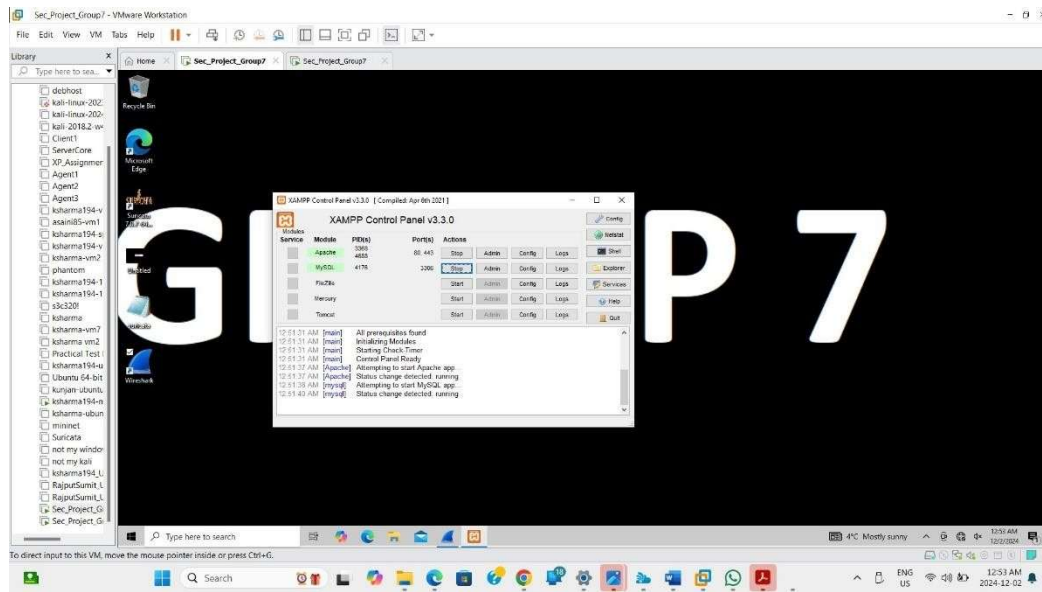 Sec_Project_Group7 - VMware Workstation
File Edit View VM Tabs Help
Library
Type here to sea...
Home
Sec_Project_Group7
Sec_Project_Group7
debhost
kali-linux-202
kali-linux-202
kali-2018.2-w
Client1
ServerCore
XP_Assignmen
Agent1
Agent2
Agent3
ksharma194-v
asaini85-vm1
ksharma194-s
ksharma194-v
ksharma-vm2
phantom
ksharma194-1
ksharma194-1
s3c320!
ksharma
ksharma-vm7
ksharma vm2
Practical Test
ksharma194-u
Ubuntu 64-bit
kunjan-ubuntu
ksharma194-n
ksharma-ubun
mininet
Suricata
not my window
not my kali
ksharma194_U
RajputSumit_U
RajputSumit_L
Sec_Project_G
Sec_Project_G
Recycle Bin
Microsoft
Edge
Untitled
Wireshark
P 7
XAMPP Control Panel v3.3.0 [ Compiled: Apr 6th 2021 ]
XAMPP Control Panel v3.3.0
Config
Netstat
Shell
Explorer
Services
Help
Quit
Modules
Service Module PID(s) Port(s) Actions
Apache 3368 4688 80, 443 Stop Admin Config Logs
MySQL 4176 3306 Stop Admin Config Logs
FileZilla Start Admin Config Logs
Mercury Start Admin Config Logs
Tomcat Start Admin Config Logs
12:51:31 AM [main] All prerequisites found
12:51:31 AM [main] Initializing Modules
12:51:31 AM [main] Starting Check-Timer
12:51:31 AM [main] Control Panel Ready
12:51:37 AM [Apache] Attempting to start Apache app...
12:51:37 AM [Apache] Status change detected: running
12:51:38 AM [mysql] Attempting to start MySQL app...
12:51:40 AM [mysql] Status change detected: running
Type here to search
4°C Mostly sunny
12:53 AM
12/2/2024
To direct input to this VM, move the mouse pointer inside or press Ctrl+G.
Search
ENG
US
12:53 AM
2024-12-02